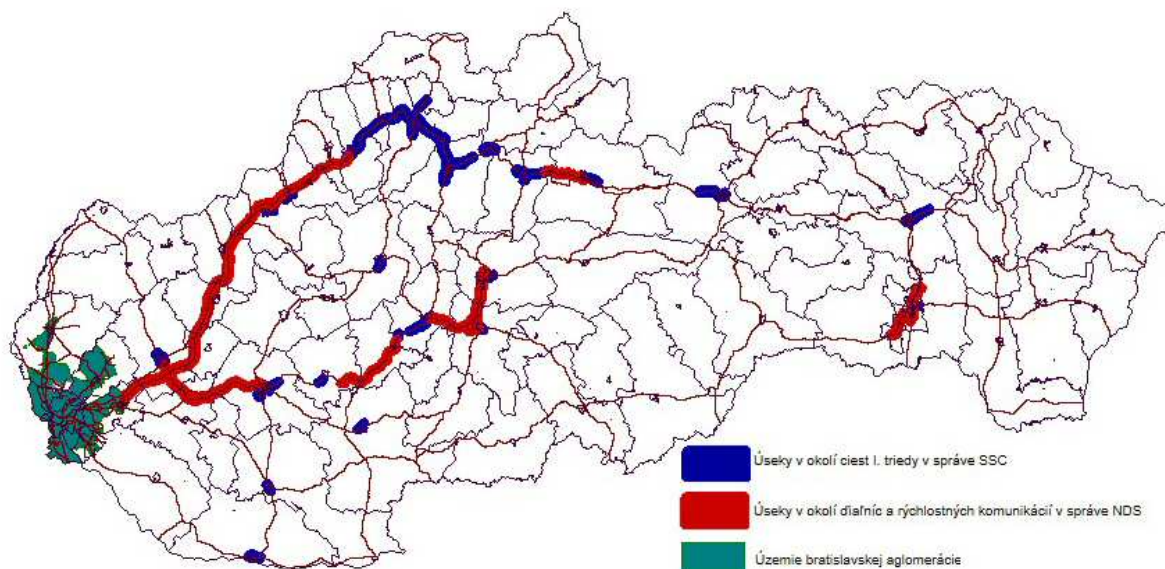 Úseky v okolí ciest I. triedy v správe SSC
Úseky v okolí diaľníc a rýchlostných komunikácií v správe NDS
Územie bratislavskej aglomerácie